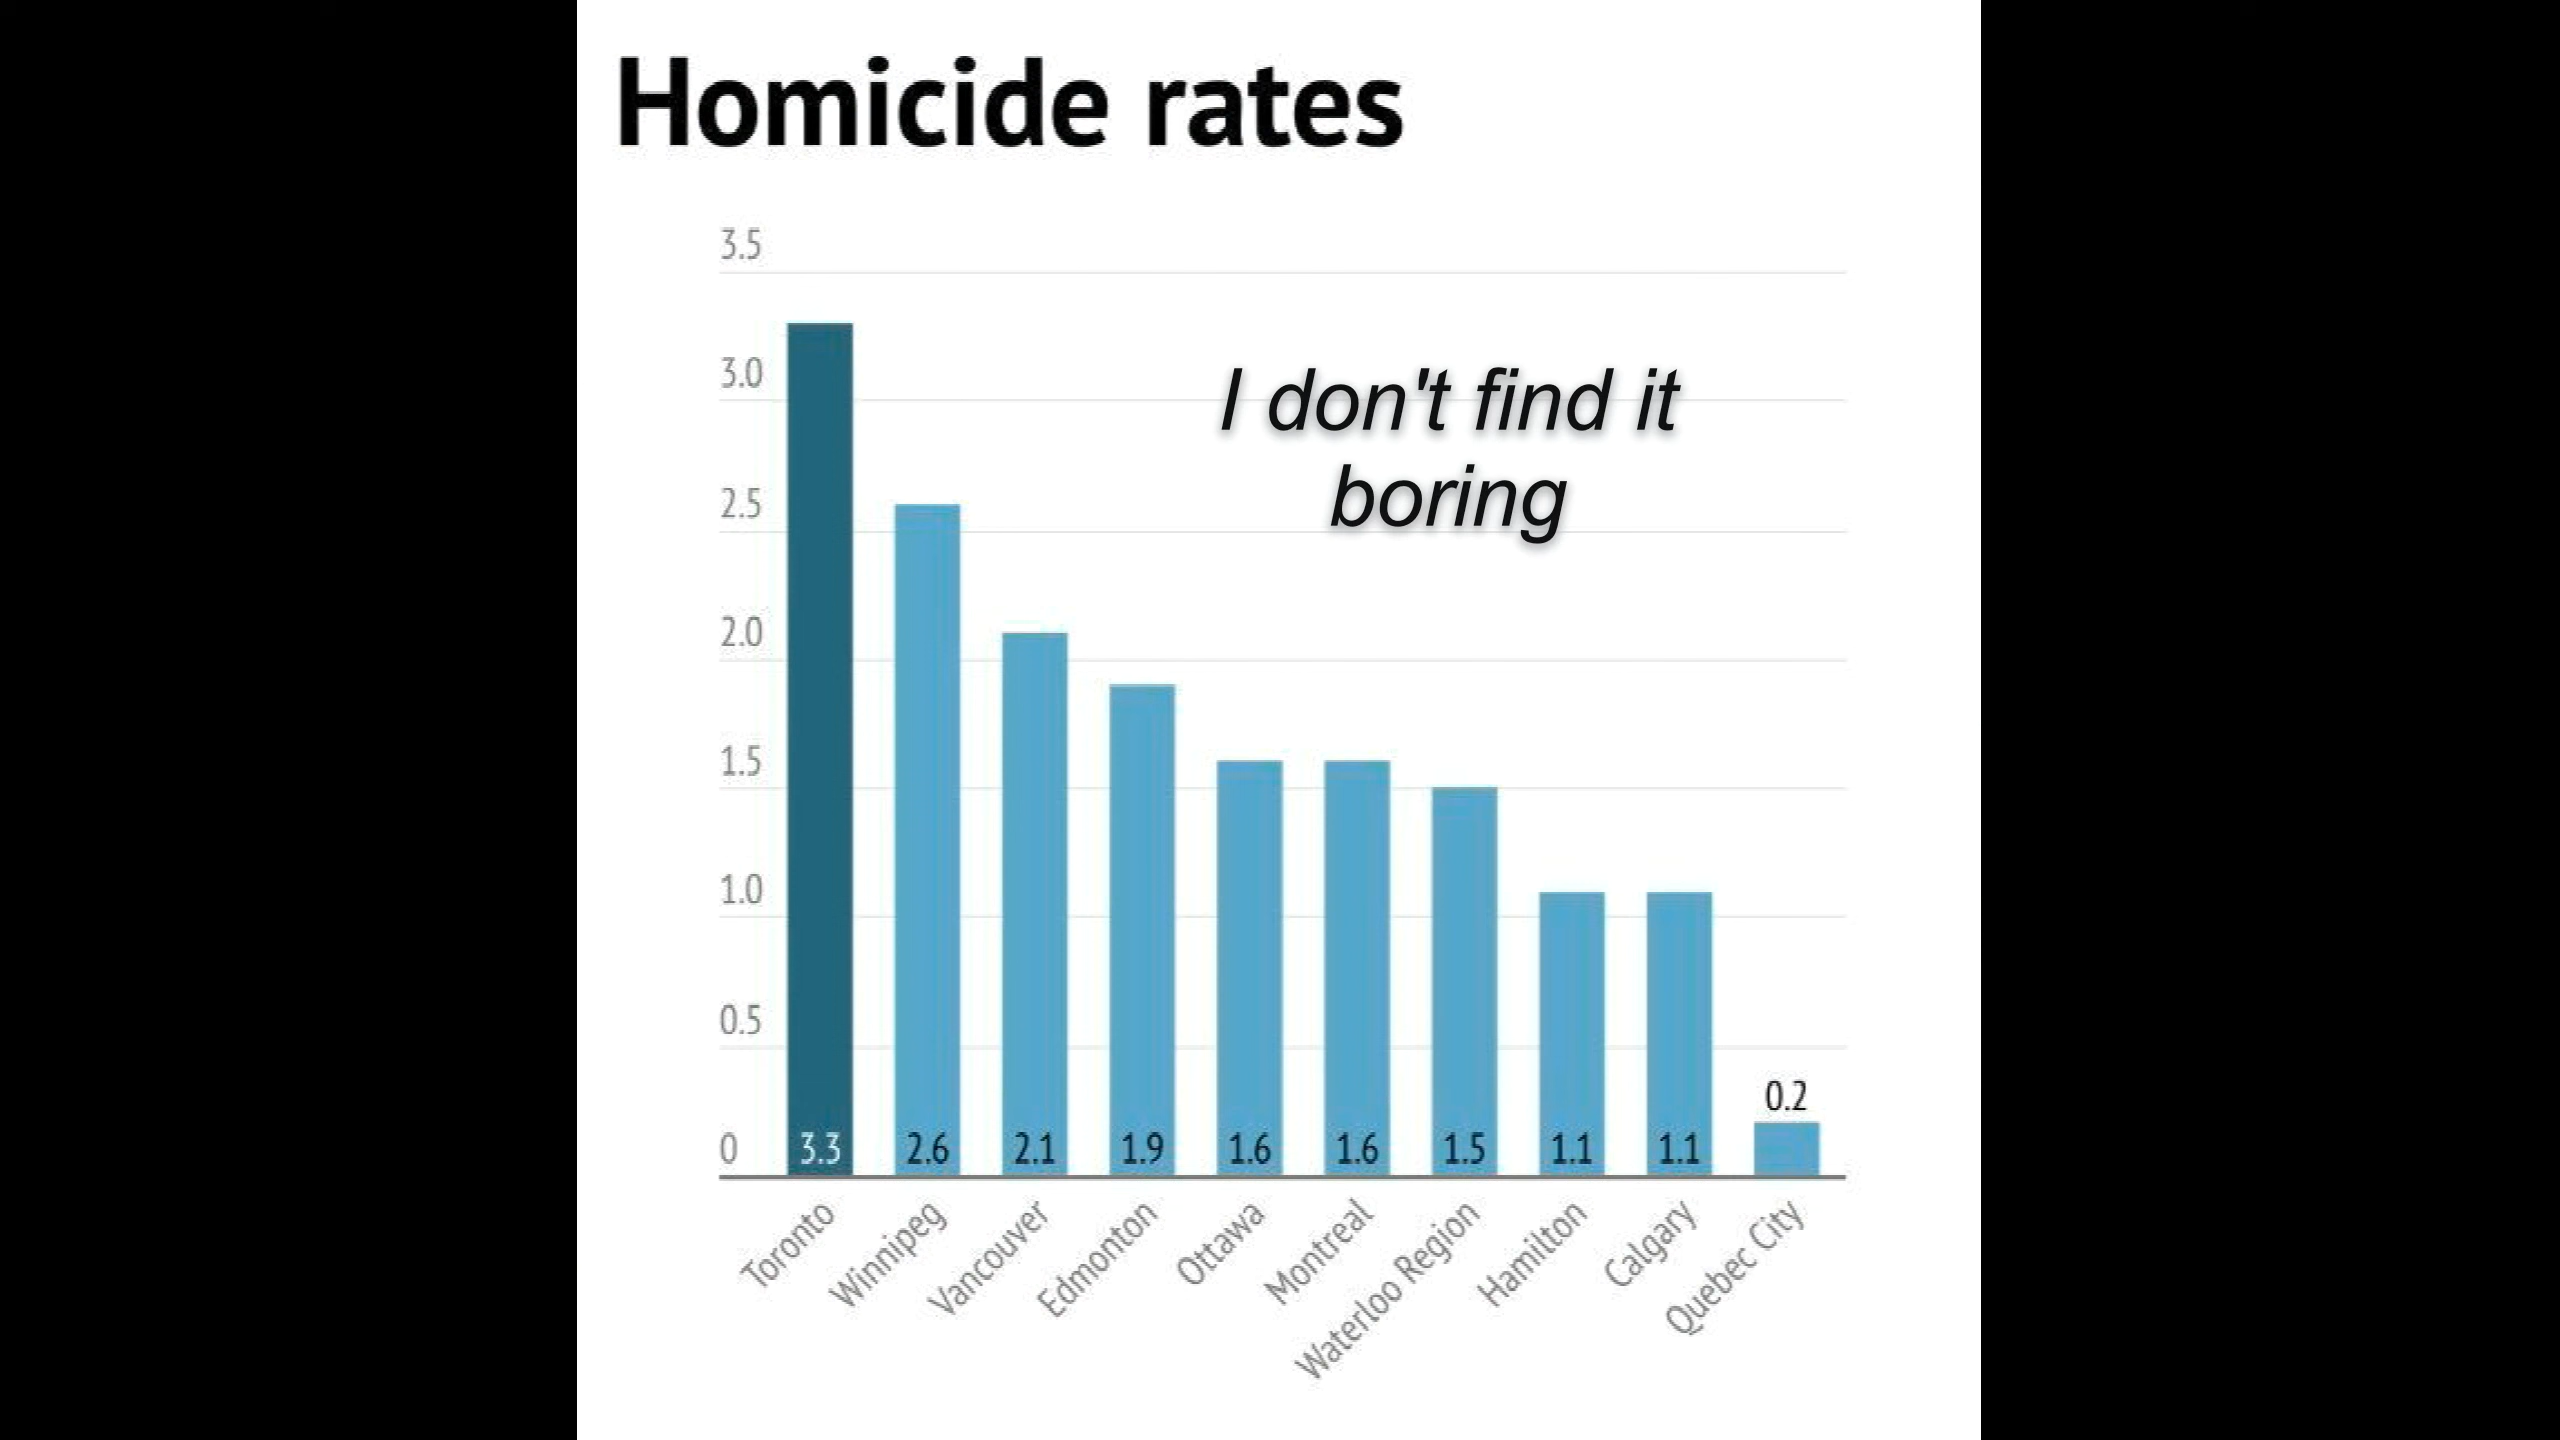 Homicide rates
3.5
3.0
I don't find it
boring
2.5
2.0
1.5
1.0
0.5
0.2
0
3.3 2.6 2.1 1.9 1.6 1.6 1.5 1.1 1.1
Toronto
Winnipeg
Vancouver
Edmonton
Ottawa
Montreal
Waterloo Region
Hamilton
Calgary
Quebec City